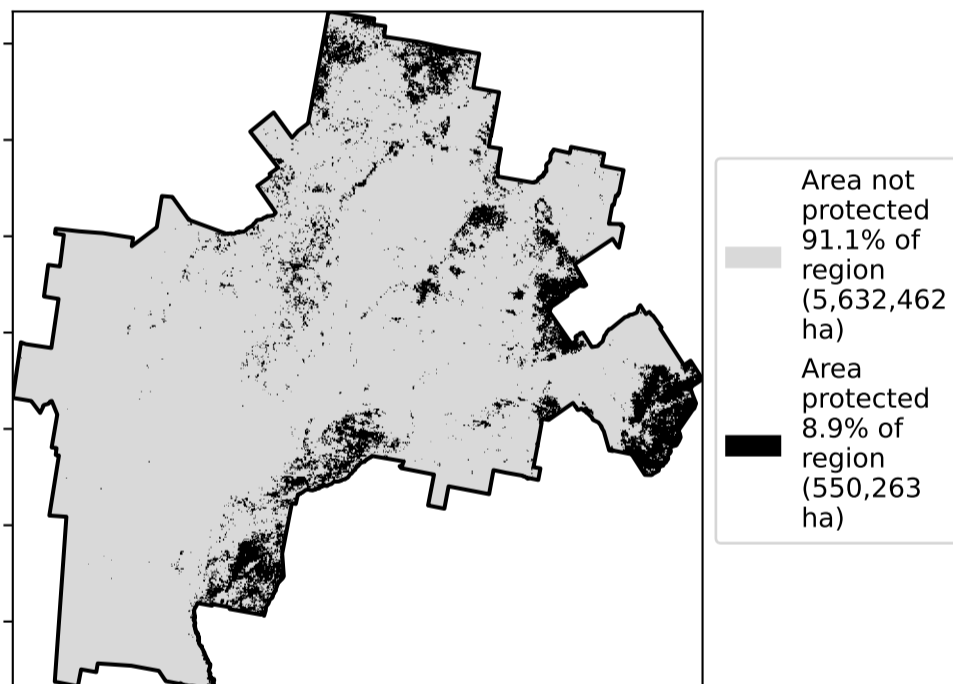 Area not
protected
91.1% of
region
(5,632,462
ha)
Area
protected
8.9% of
region
(550,263
ha)